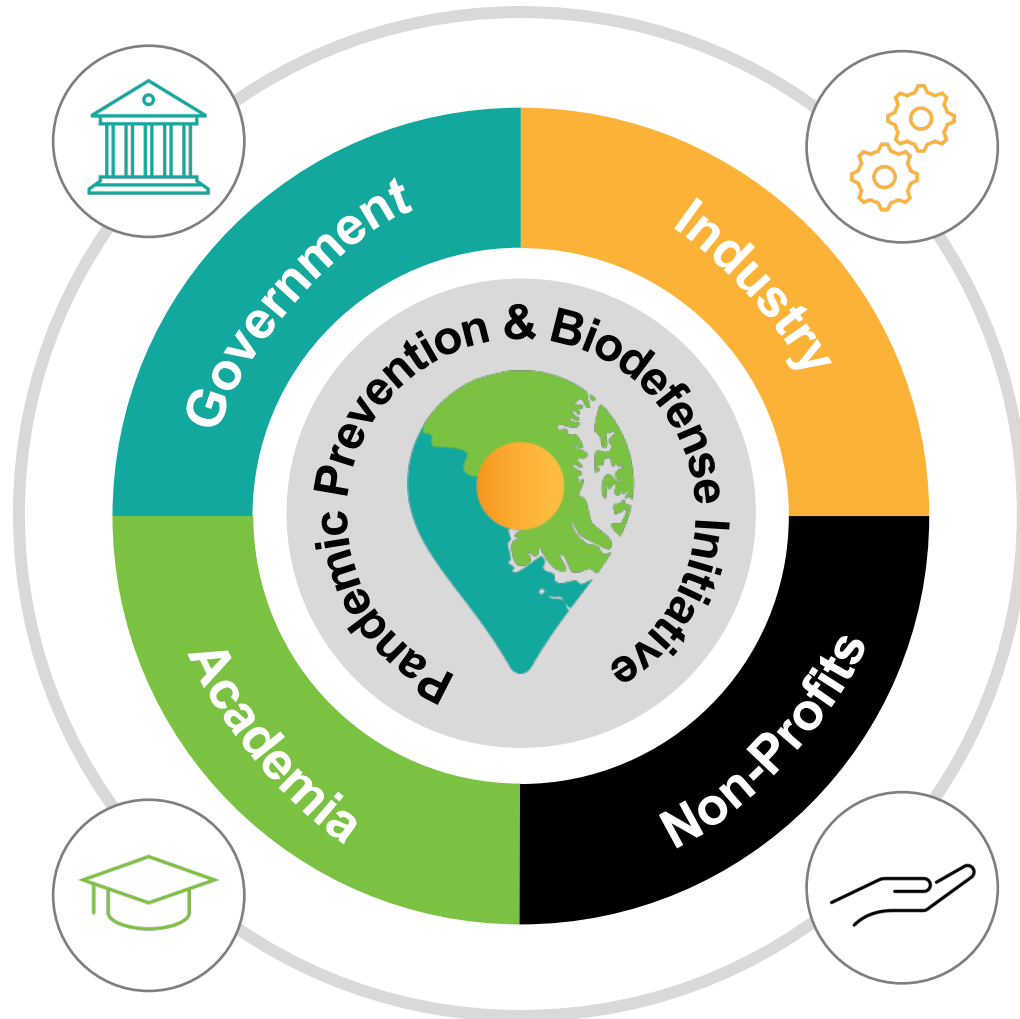 Government
Industry
Pandemic Prevention & Biodefense Initiative
Academia
Non-Profits